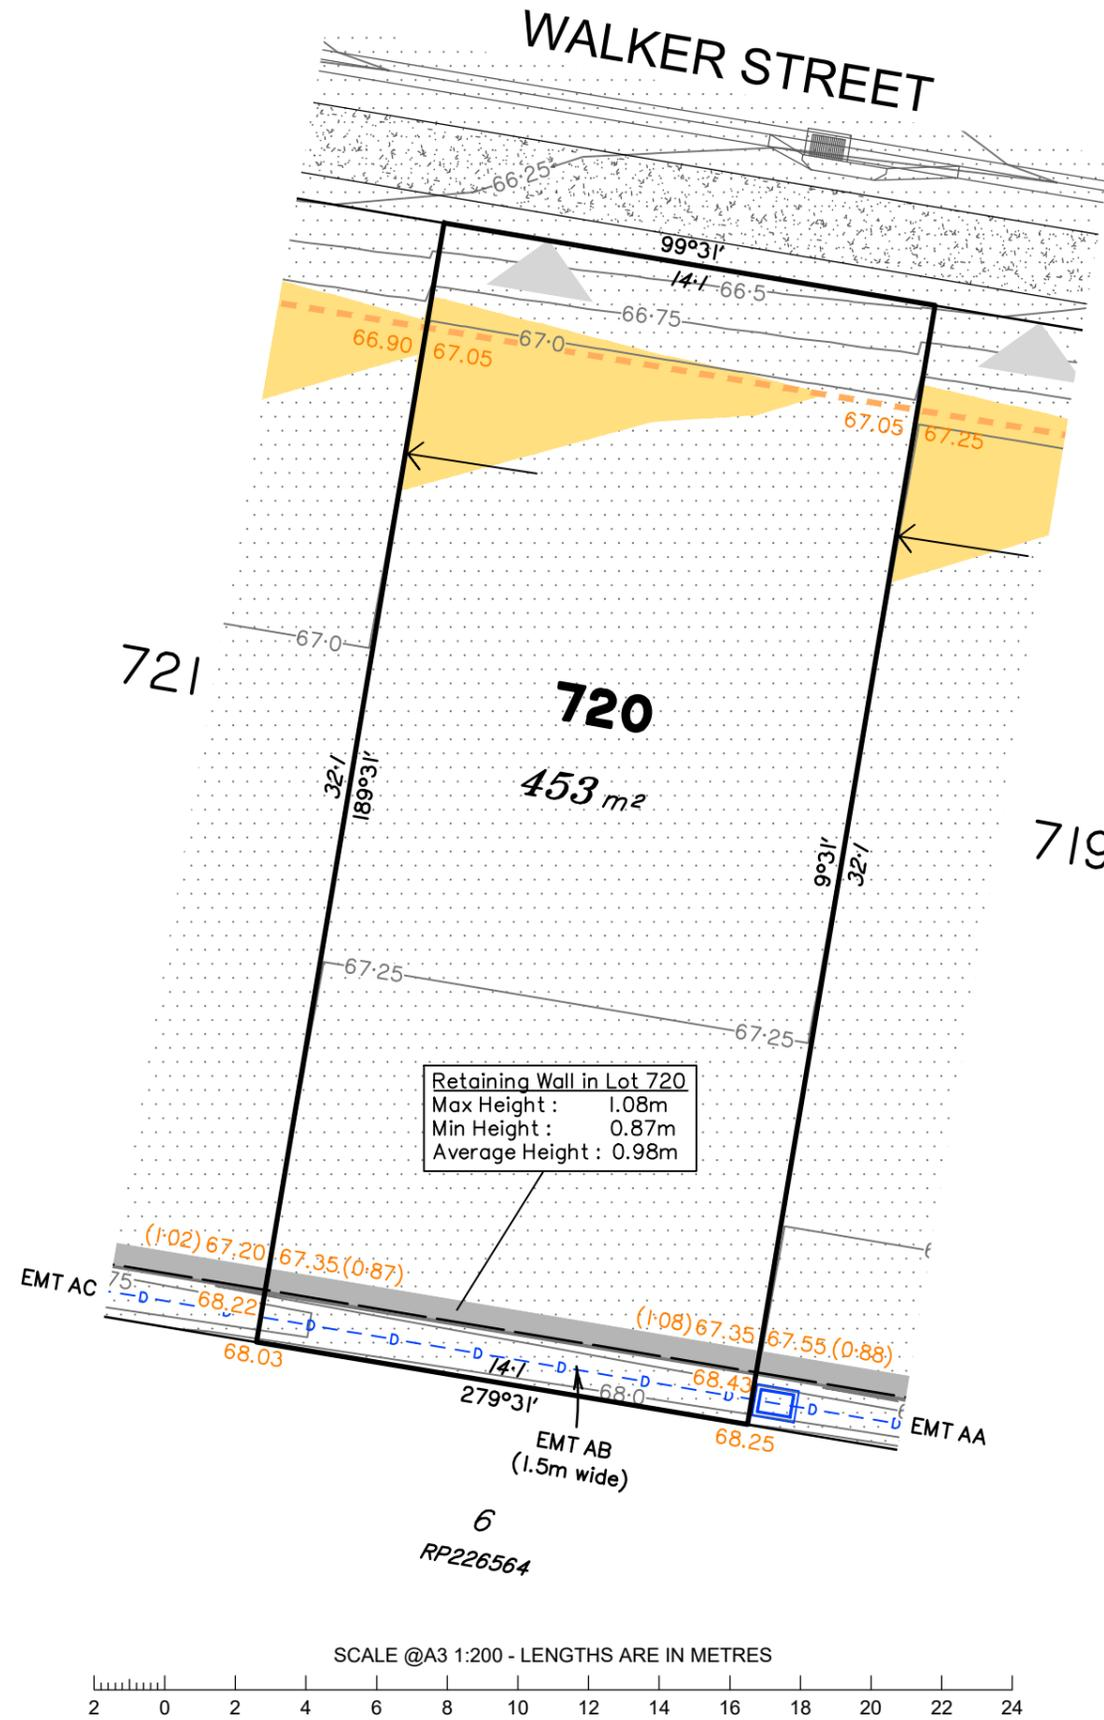 WALKER STREET
66·25
99°31'
14·1
66·5
66·75
67·0
66.90
67.05
67.05
67.25
67·0
721
720
453 m²
32·1
189°31'
9°31'
32·1
719
67·25
67·25
Retaining Wall in Lot 720
Max Height : 1.08m
Min Height : 0.87m
Average Height : 0.98m
(1·02) 67.20
67.35 (0·87)
EMT AC
75
D
68.22
D
D
D
D
D
D
D
D
D
(1·08) 67.35
67.55 (0·88)
68.03
14·1
279°31'
68·0
68.43
68.25
EMT AA
EMT AB
(1.5m wide)
6
RP226564
SCALE @A3 1:200 - LENGTHS ARE IN METRES
2 0 2 4 6 8 10 12 14 16 18 20 22 24